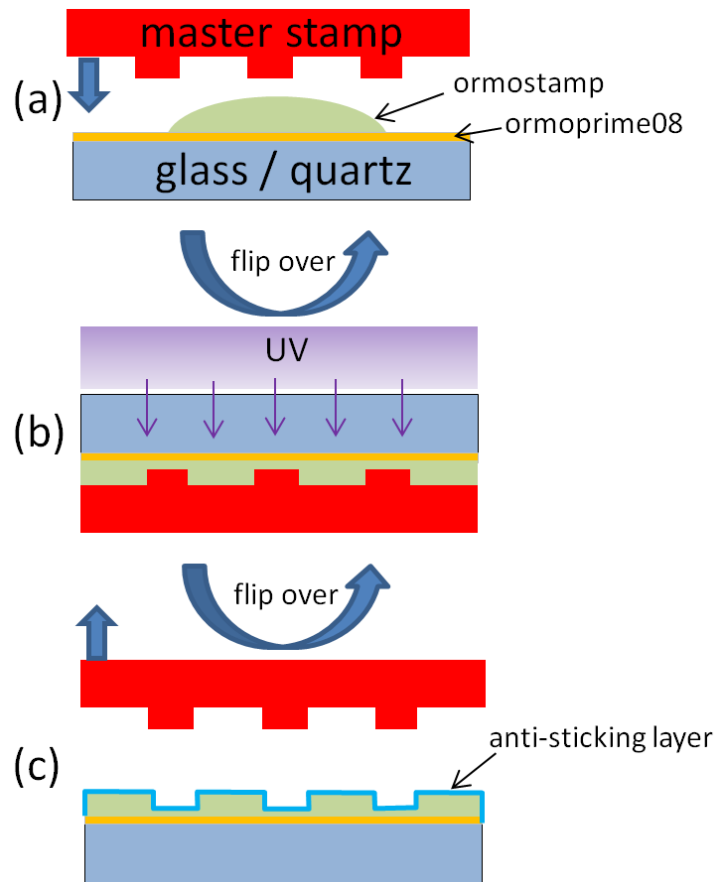 master stamp
(a)
ormostamp
ormoprime08
glass / quartz
flip over
UV
(b)
flip over
anti-sticking layer
(c)